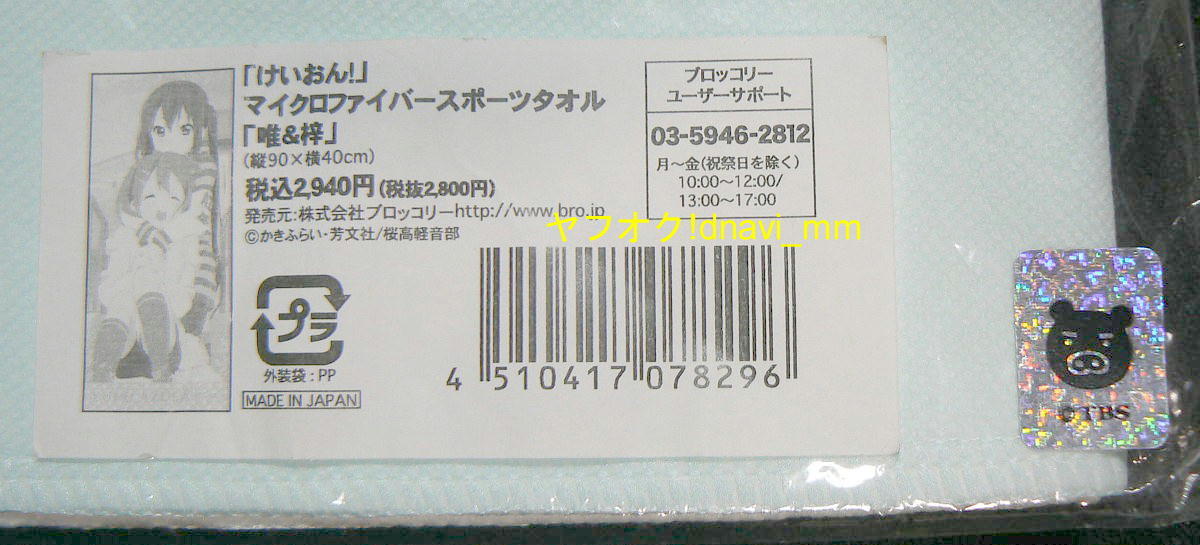 「けいおん!」
マイクロファイバースポーツタオル
「唯&梓」
(縦90×横40cm)
税込2,940円(税抜2,800円)
発売元:株式会社ブロッコリーhttp://www.bro.jp
©かきふらい・芳文社/桜高軽音部
プラ
外装袋:PP
MADE IN JAPAN
ブロッコリー
ユーザーサポート
03-5946-2812
月~金(祝祭日を除く)
10:00~12:00/
13:00~17:00
ヤフオク!dnavi_mm
4 510417 078296
©TBS